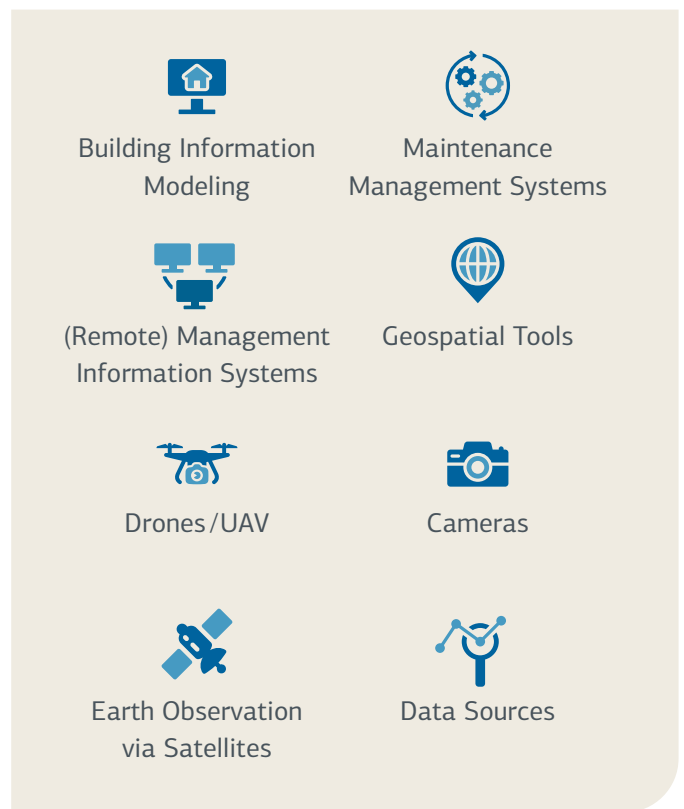 Building Information
Modeling
Maintenance
Management Systems
(Remote) Management
Information Systems
Geospatial Tools
Drones/UAV
Cameras
Earth Observation
via Satellites
Data Sources